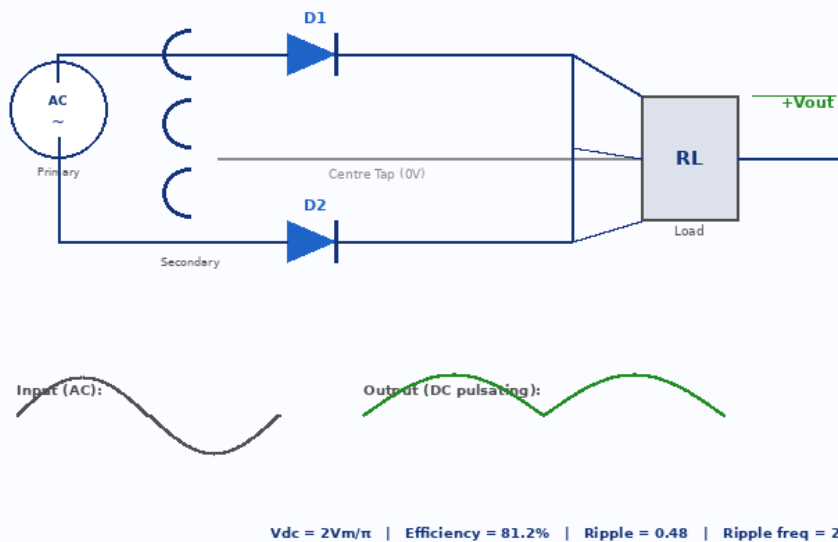 D1
AC
~
+Vout
RL
Primary
Centre Tap (0V)
D2
Load
Secondary
Input (AC):
Output (DC pulsating):
Vdc = 2Vm/π | Efficiency = 81.2% | Ripple = 0.48 | Ripple freq = 2